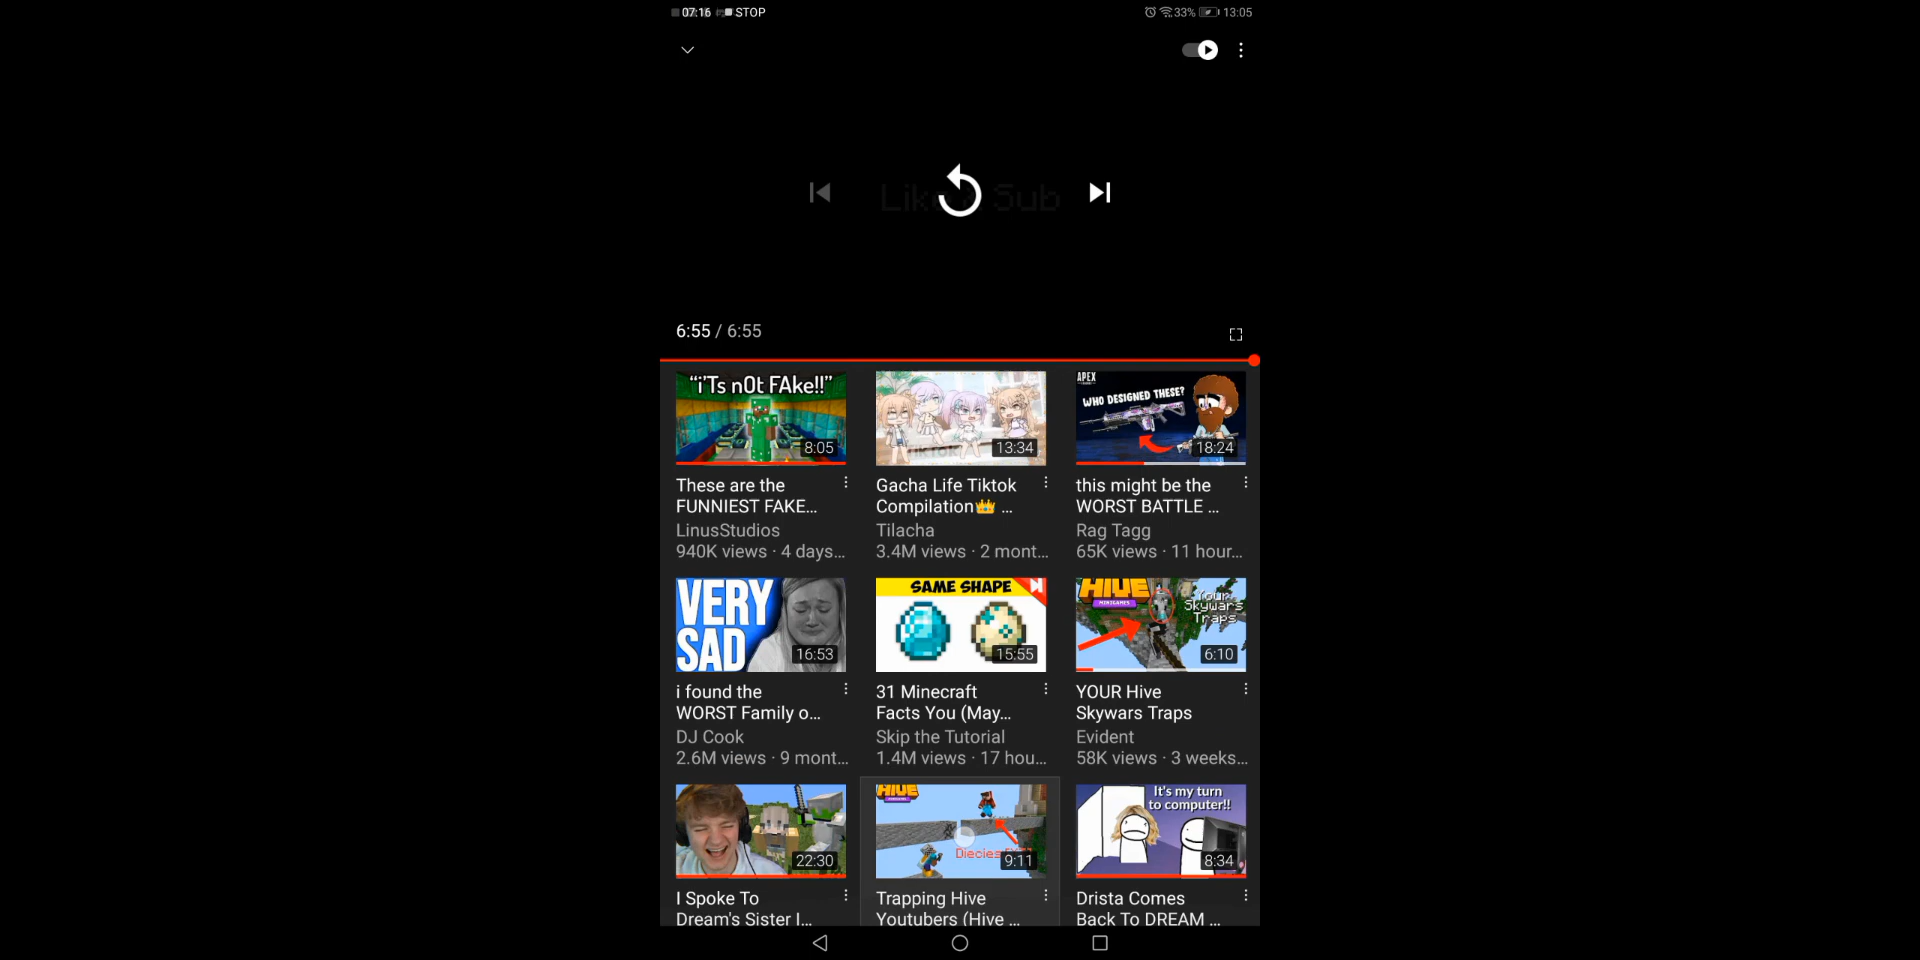 07:16 STOP
33% 13:05
Like Sub
6:55 / 6:55
"i'Ts nOt FAke!!"
8:05
13:34
APEX
WHO DESIGNED THESE?
18:24
These are the
FUNNIEST FAKE...
LinusStudios
940K views · 4 days...
Gacha Life Tiktok
Compilation👑 ...
Tilacha
3.4M views · 2 mont...
this might be the
WORST BATTLE ...
Rag Tagg
65K views · 11 hour...
VERY
SAD
16:53
SAME SHAPE
15:55
HIVE
MINIGAMES
Your
Skywars
Traps
6:10
i found the
WORST Family o...
DJ Cook
2.6M views · 9 mont...
31 Minecraft
Facts You (May...
Skip the Tutorial
1.4M views · 17 hou...
YOUR Hive
Skywars Traps
Evident
58K views · 3 weeks...
22:30
HIVE
Diecies
9:11
It's my turn
to computer!!
8:34
I Spoke To
Dream's Sister I...
Trapping Hive
Youtubers (Hive ...
Drista Comes
Back To DREAM ...